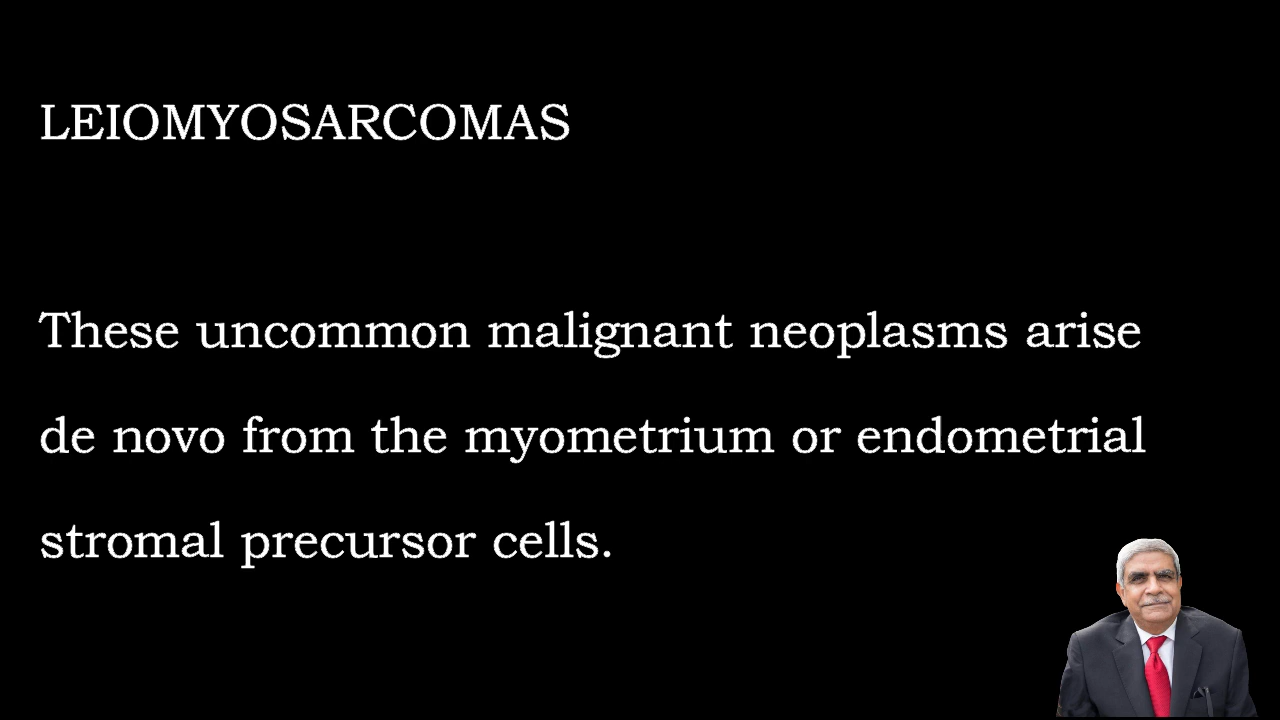 LEIOMYOSARCOMAS
These uncommon malignant neoplasms arise
de novo from the myometrium or endometrial
stromal precursor cells.